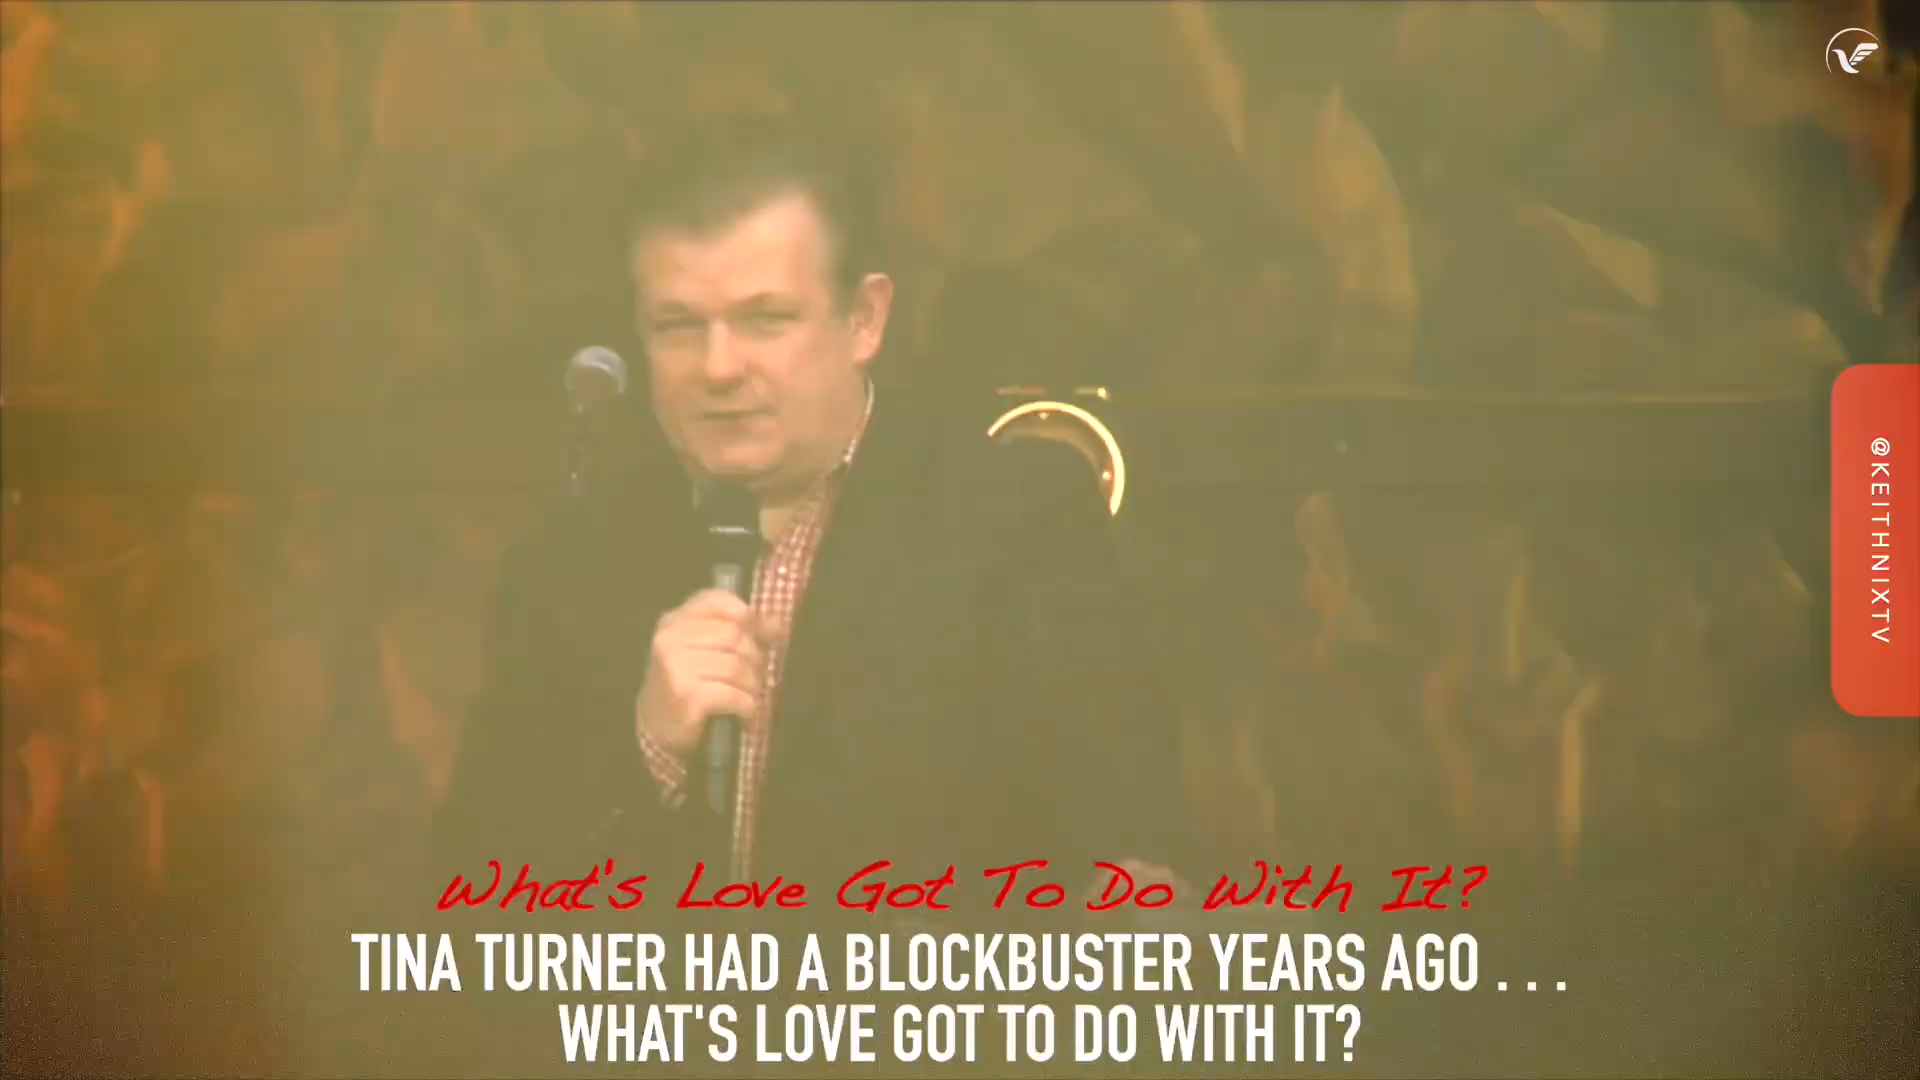 @KEITHNIXTV
What's Love Got To Do With It?
TINA TURNER HAD A BLOCKBUSTER YEARS AGO . . .
WHAT'S LOVE GOT TO DO WITH IT?